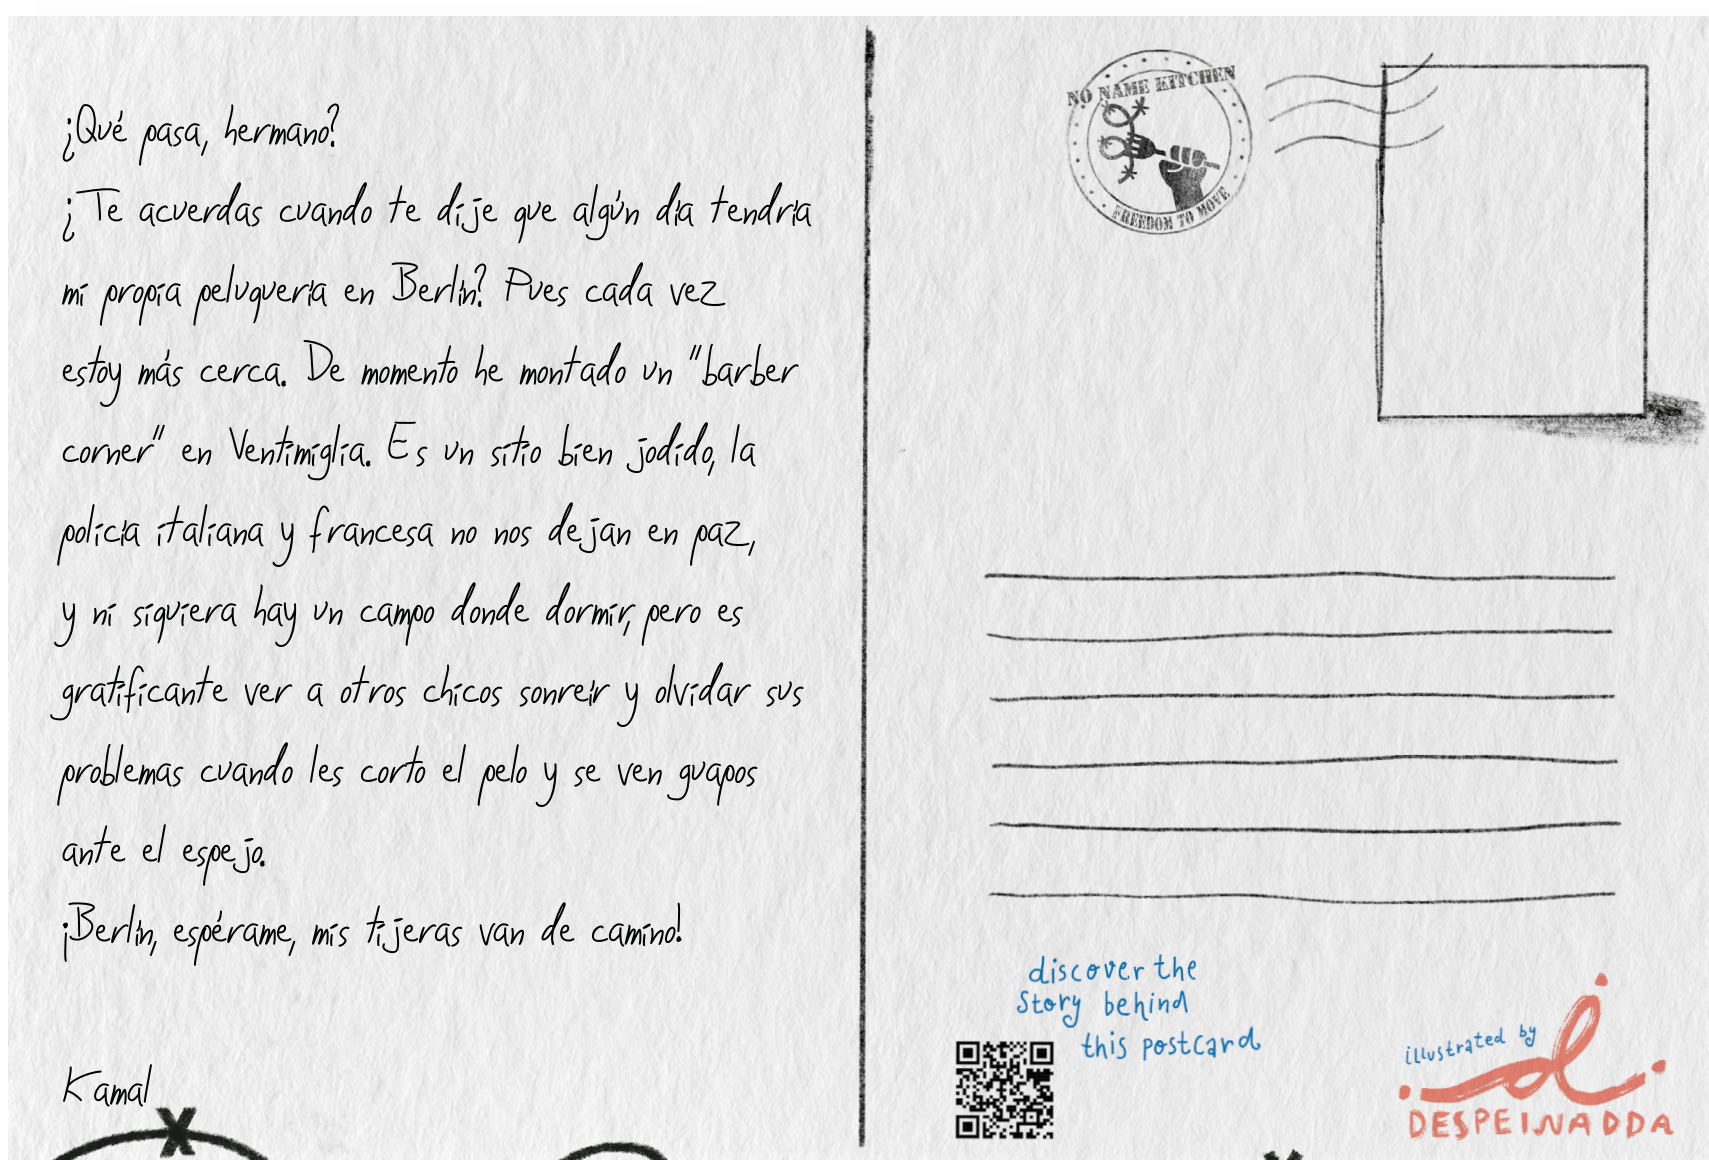 ¿Qué pasa, hermano?
¿Te acuerdas cuando te dije que algún día tendría
mi propia peluquería en Berlín? Pues cada vez
estoy más cerca. De momento he montado un "barber
corner" en Ventimiglia. Es un sitio bien jodido, la
policía italiana y francesa no nos dejan en paz,
y ni siquiera hay un campo donde dormir, pero es
gratificante ver a otros chicos sonreír y olvidar sus
problemas cuando les corto el pelo y se ven guapos
ante el espejo.
¡Berlín, espérame, mis tijeras van de camino!
Kamal
NO NAME KITCHEN
FREEDOM TO MOVE
discover the
story behind
this postcard
illustrated by
DESPEINADDA